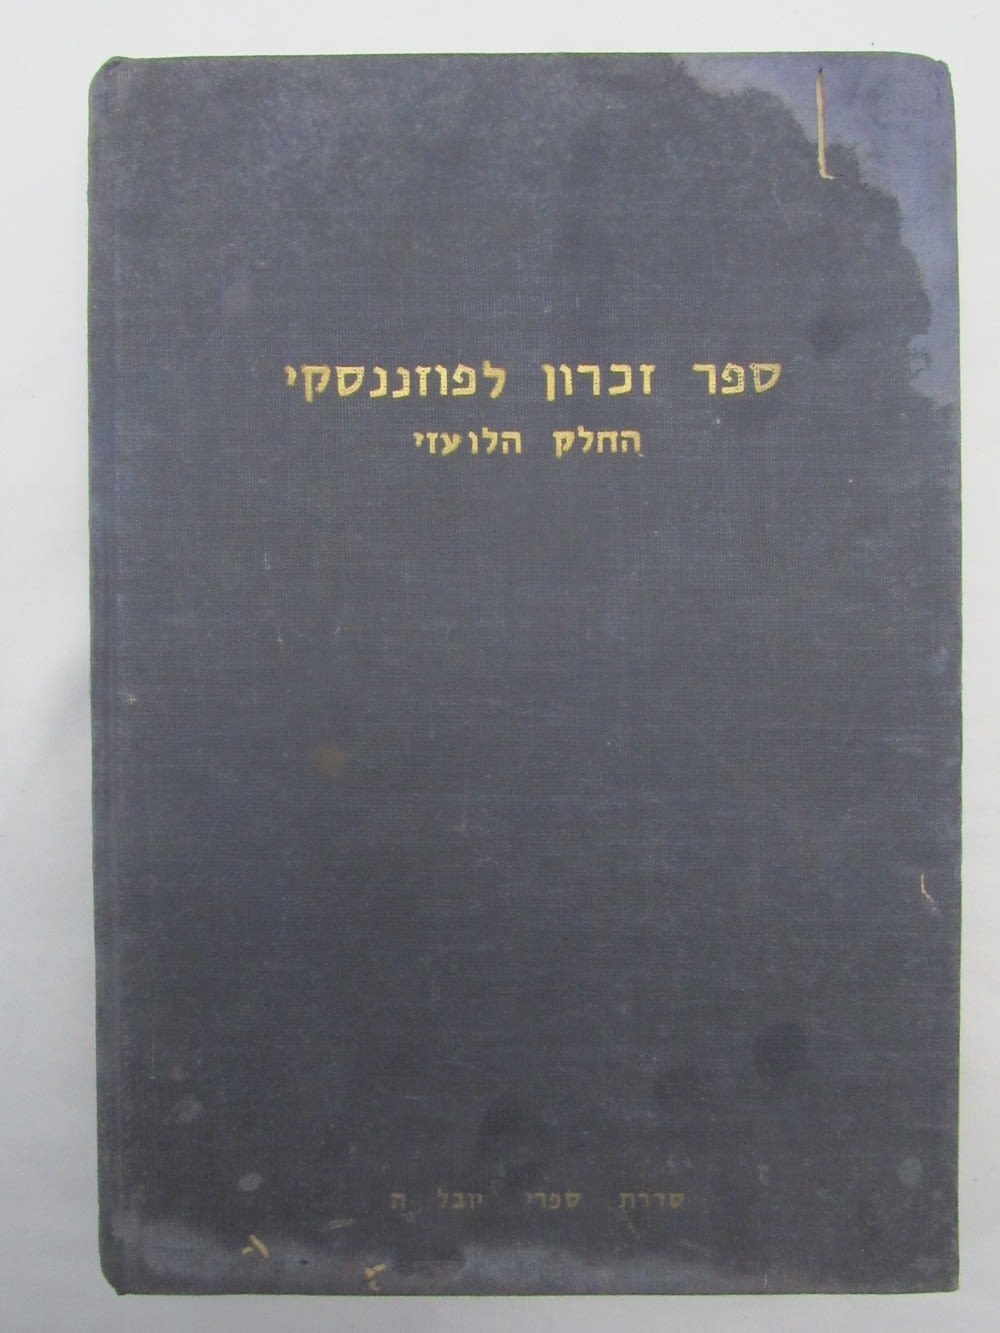 ספר זכרון לפוזננסקי
החלק הלועזי
סדרת ספרי יובל ה